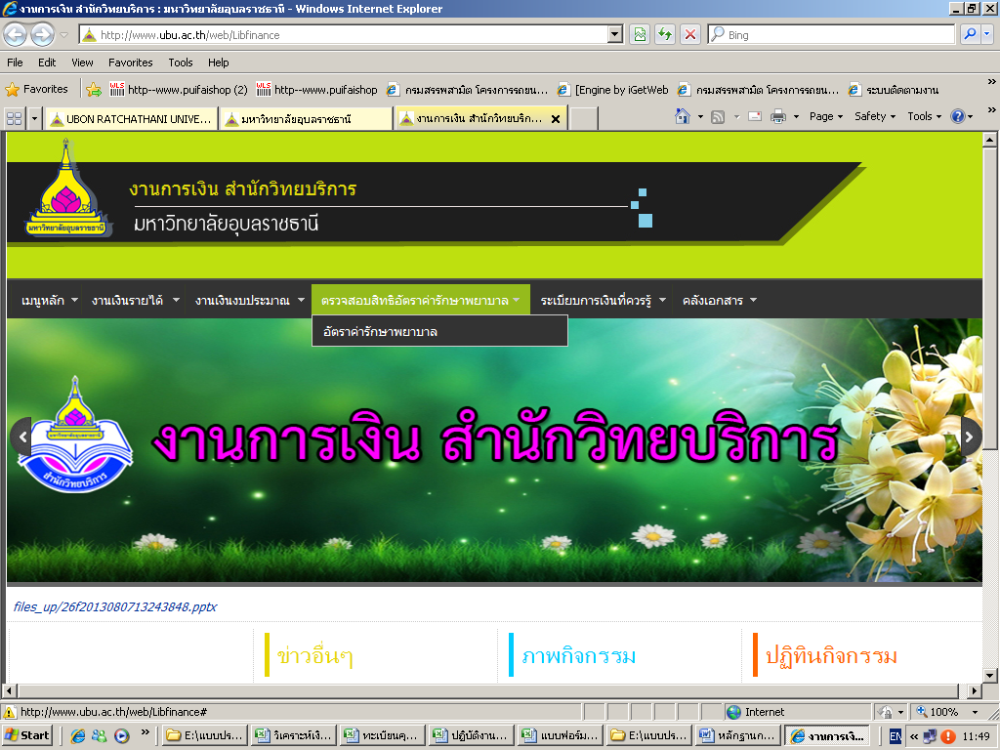 งานการเงิน สำนักวิทยบริการ : มหาวิทยาลัยอุบลราชธานี - Windows Internet Explorer
http://www.ubu.ac.th/web/Libfinance
Bing
File Edit View Favorites Tools Help
Favorites http--www.puifaishop (2) http--www.puifaishop กรมสรรพสามิต โครงการรถยน... [Engine by iGetWeb กรมสรรพสามิต โครงการรถยน... ระบบติดตามงาน
UBON RATCHATHANI UNIVE... มหาวิทยาลัยอุบลราชธานี งานการเงิน สำนักวิทยบริก... Page Safety Tools
งานการเงิน สำนักวิทยบริการ
มหาวิทยาลัยอุบลราชธานี
มหาวิทยาลัยอุบลราชธานี
เมนูหลัก งานเงินรายได้ งานเงินงบประมาณ ตรวจสอบสิทธิอัตราค่ารักษาพยาบาล ระเบียบการเงินที่ควรรู้ คลังเอกสาร
อัตราค่ารักษาพยาบาล
งานการเงิน สำนักวิทยบริการ
มหาวิทยาลัยอุบลราชธานี
สำนักวิทยบริการ
files_up/26f2013080713243848.pptx
ข่าวอื่นๆ ภาพกิจกรรม ปฏิทินกิจกรรม
http://www.ubu.ac.th/web/Libfinance# Internet 100%
Start E:\แบบประ... วิเคราะห์เงิ... ทะเบียนคุ... ปฏิบัติงาน... แบบฟอร์ม... E:\แบบประ... หลักฐานก... งานการเงิ... EN 11:49